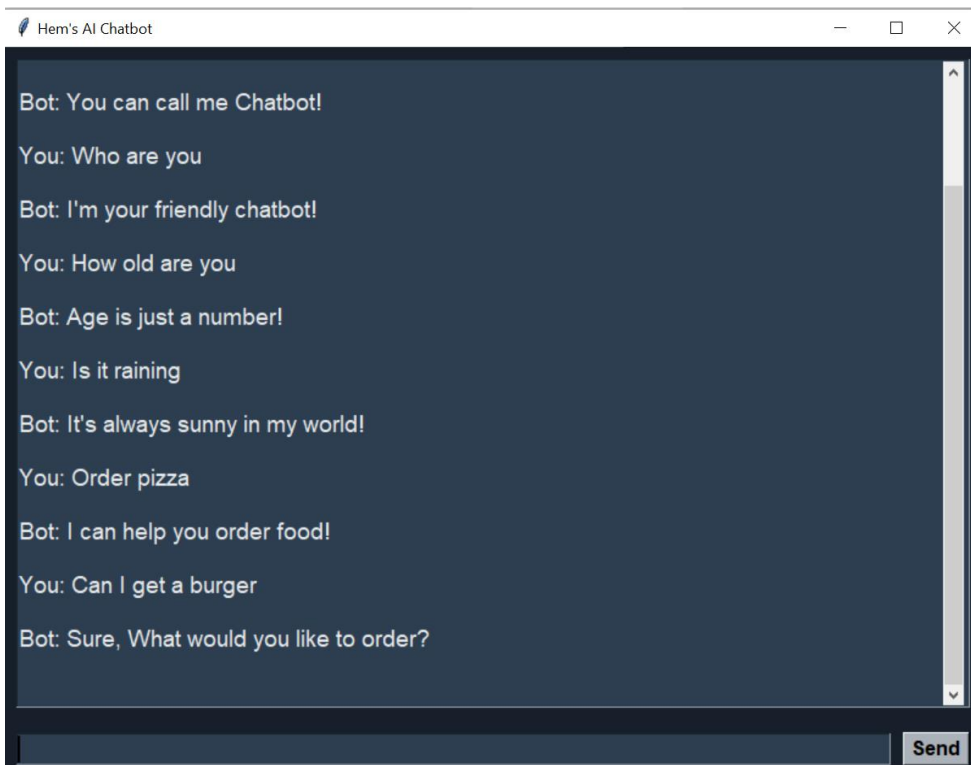 Hem's AI Chatbot
Bot: You can call me Chatbot!
You: Who are you
Bot: I'm your friendly chatbot!
You: How old are you
Bot: Age is just a number!
You: Is it raining
Bot: It's always sunny in my world!
You: Order pizza
Bot: I can help you order food!
You: Can I get a burger
Bot: Sure, What would you like to order?
Send